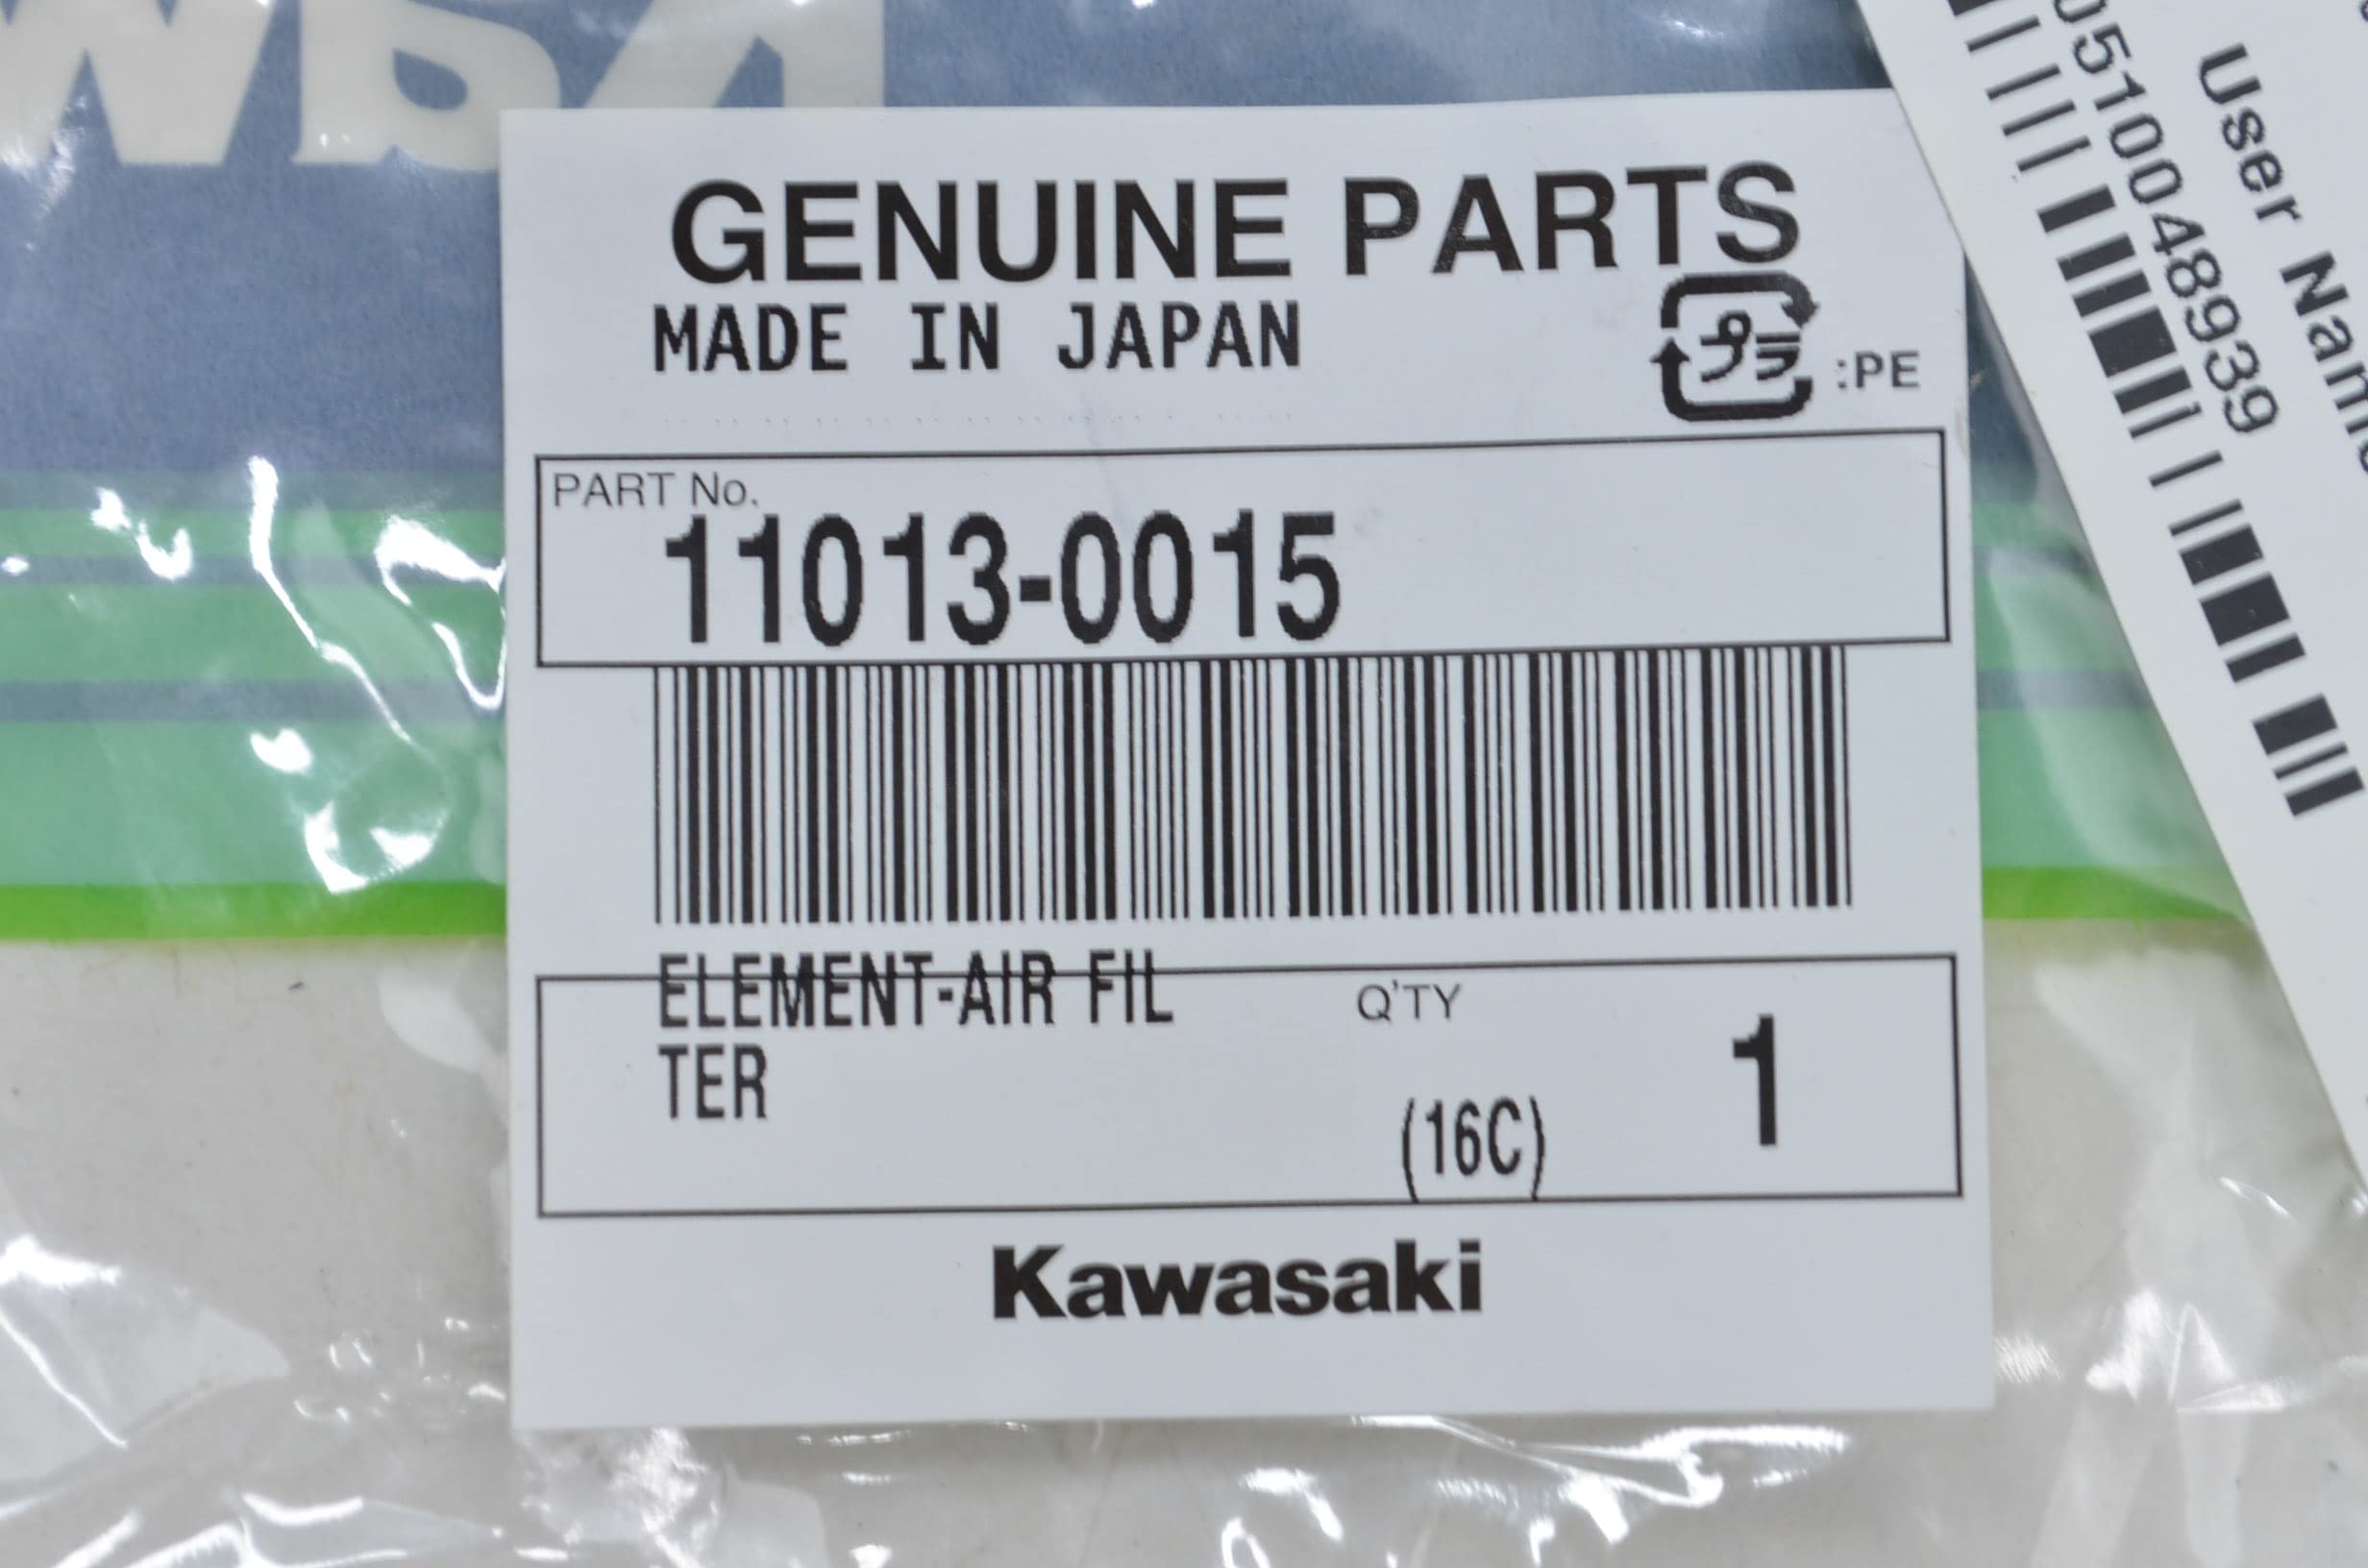 GENUINE PARTS
MADE IN JAPAN
プラ :PE
PART No.
11013-0015
ELEMENT-AIR FIL
TER
Q'TY
1
(16C)
Kawasaki
0510048939
User Name